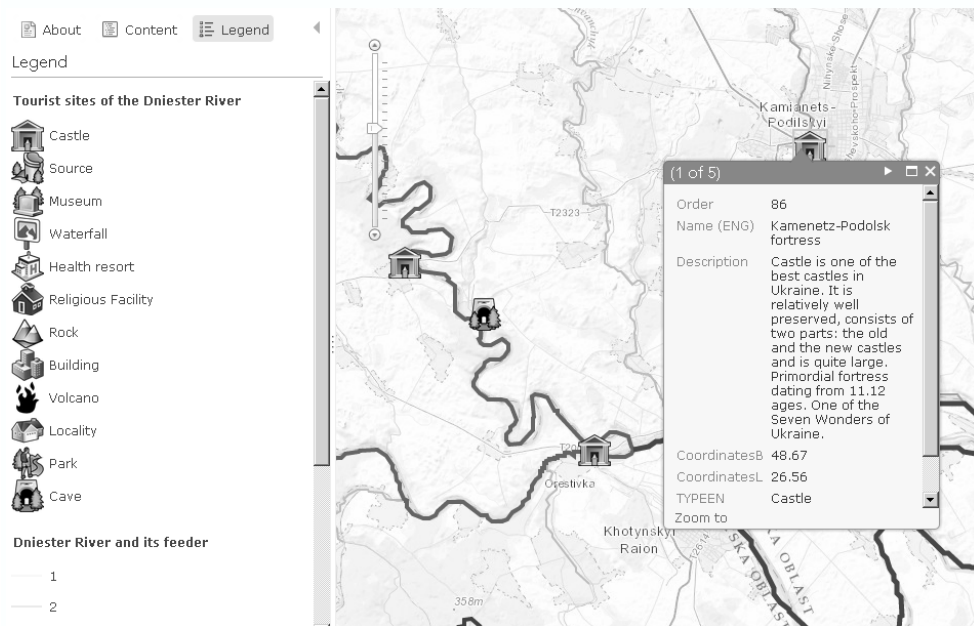 About
Content
Legend
Legend
Tourist sites of the Dniester River
Castle
Source
Museum
Waterfall
Health resort
Religious Facility
Rock
Building
Volcano
Locality
Park
Cave
Dniester River and its feeder
1
2
T2323
Orestivka
Khotynskyi
Raion
T2614
358m
Kamianets-
Podilskyi
Nihynske-Shose
OBLAST
SKA OBLAST
(1 of 5)
Order 86
Name (ENG) Kamenetz-Podolsk
fortress
Description Castle is one of the
best castles in
Ukraine. It is
relatively well
preserved, consists of
two parts: the old
and the new castles
and is quite large.
Primordial fortress
dating from 11.12
ages. One of the
Seven Wonders of
Ukraine.
CoordinatesB 48.67
CoordinatesL 26.56
TYPEEN Castle
Zoom to